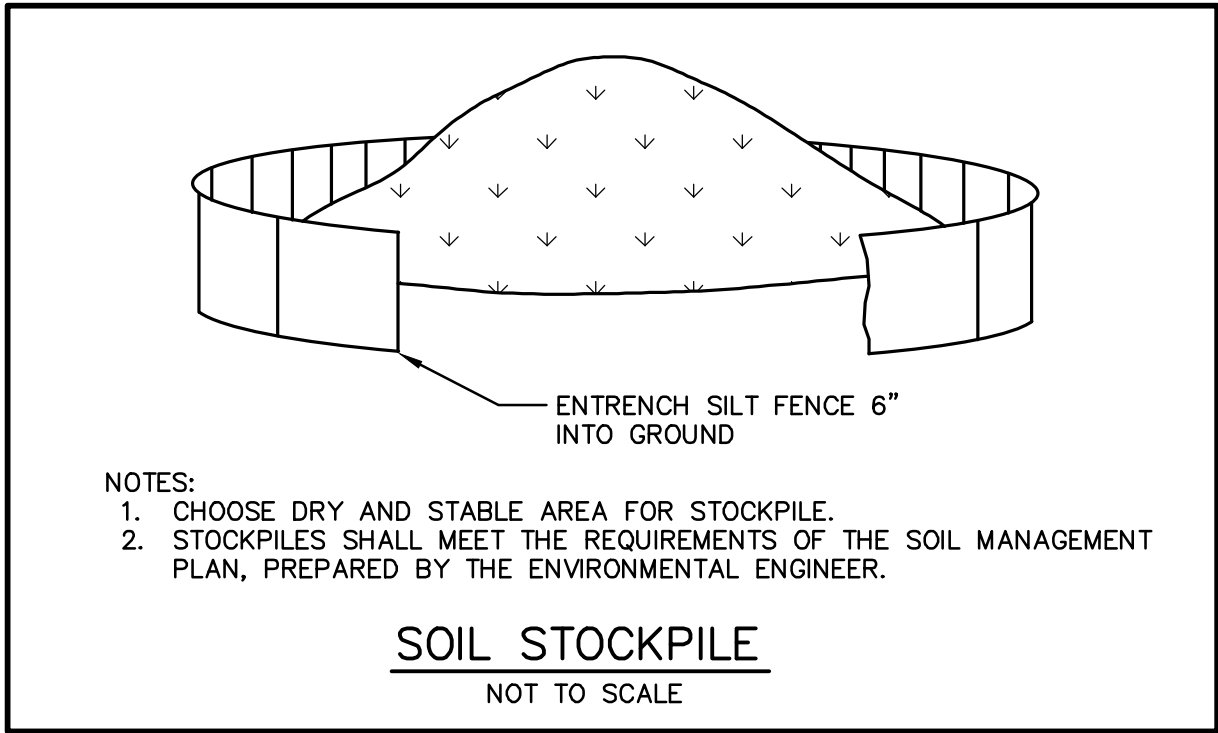 ENTRENCH SILT FENCE 6"
INTO GROUND
NOTES:
1. CHOOSE DRY AND STABLE AREA FOR STOCKPILE.
2. STOCKPILES SHALL MEET THE REQUIREMENTS OF THE SOIL MANAGEMENT
PLAN, PREPARED BY THE ENVIRONMENTAL ENGINEER.
SOIL STOCKPILE
NOT TO SCALE